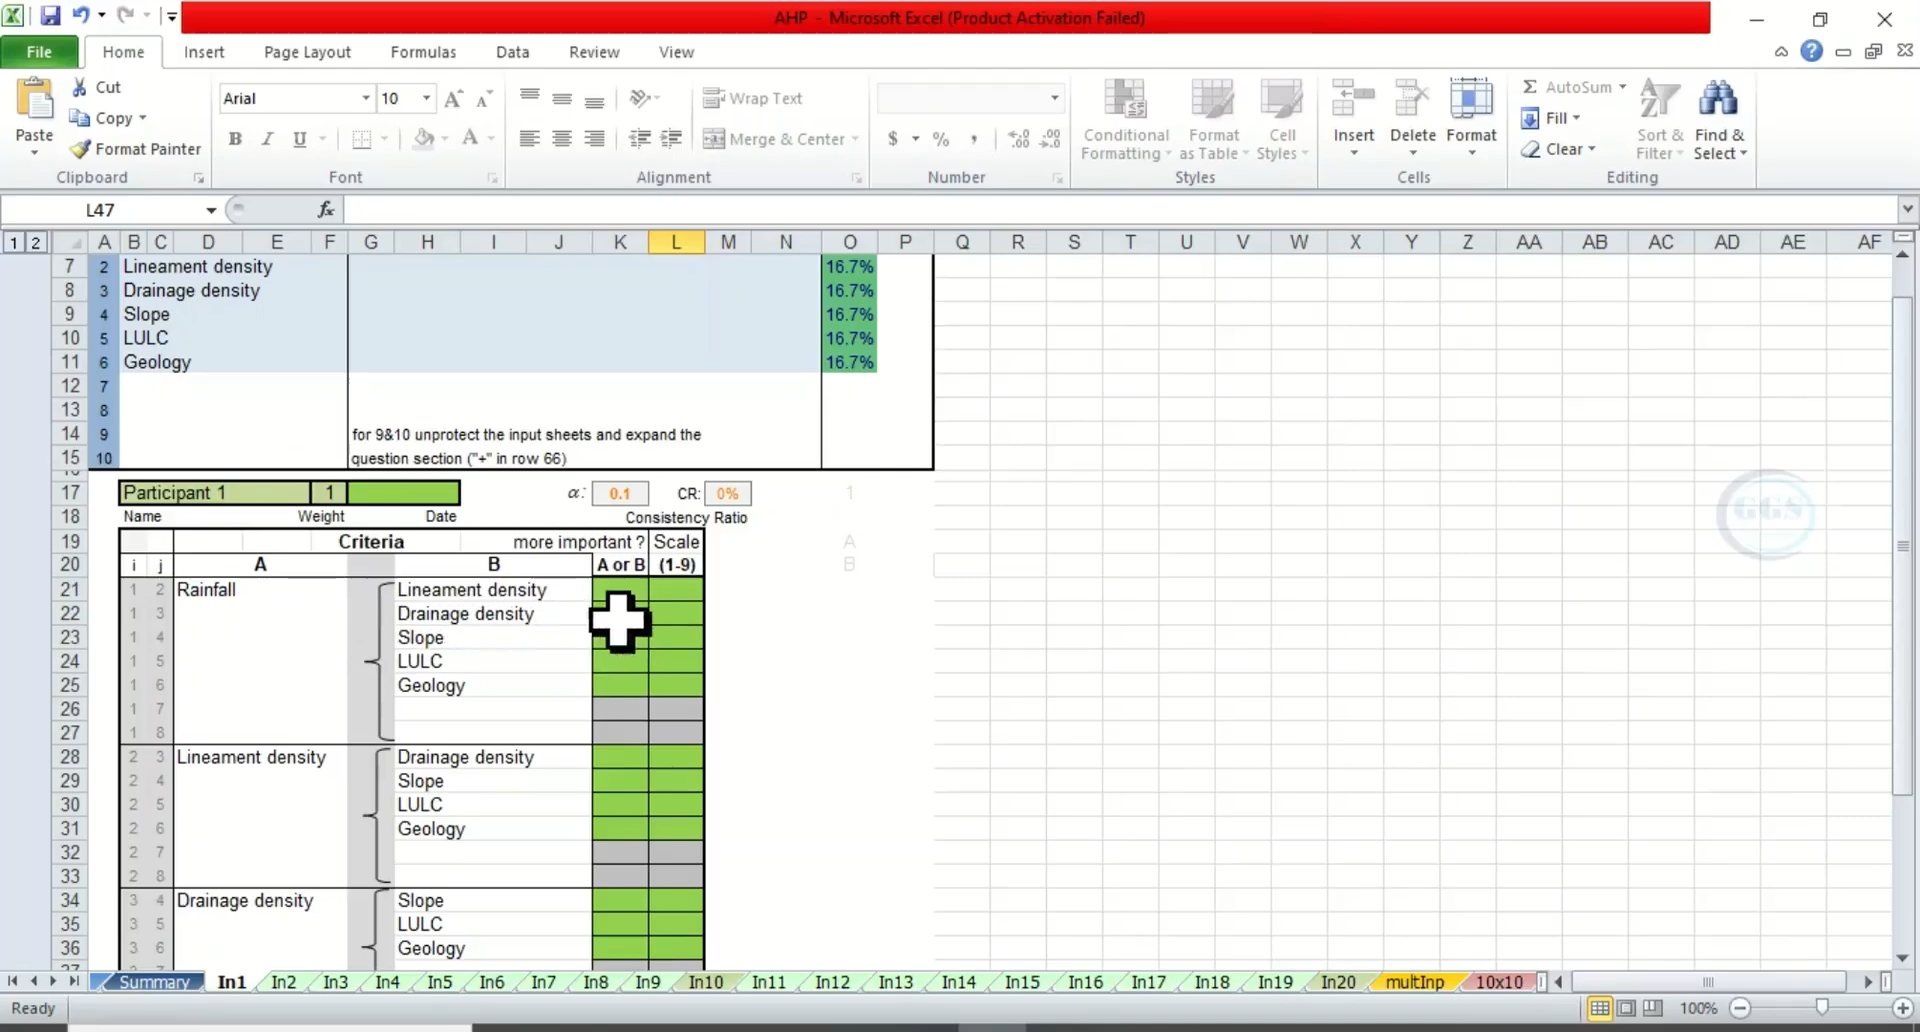 AHP - Microsoft Excel (Product Activation Failed)
File Home Insert Page Layout Formulas Data Review View
Paste
Cut
Copy
Format Painter
Clipboard
Arial 10
B I U
Font
Wrap Text
Merge & Center
Alignment
$ % ,
Number
Conditional Formatting
Format as Table
Cell Styles
Styles
Insert Delete Format
Cells
Σ AutoSum
Fill
Clear
Sort & Filter
Find & Select
Editing
L47 fx
1 2 A B C D E F G H I J K L M N O P Q R S T U V W X Y Z AA AB AC AD AE AF
7 2 Lineament density 16.7%
8 3 Drainage density 16.7%
9 4 Slope 16.7%
10 5 LULC 16.7%
11 6 Geology 16.7%
12 7
13 8
14 9 for 9&10 unprotect the input sheets and expand the
15 10 question section ("+" in row 66)
17 Participant 1 1 α: 0.1 CR: 0% 1
18 Name Weight Date Consistency Ratio
19 Criteria more important ? Scale A
20 i j A B A or B (1-9) B
21 1 2 Rainfall Lineament density
22 1 3 Drainage density
23 1 4 Slope
24 1 5 LULC
25 1 6 Geology
26 1 7
27 1 8
28 2 3 Lineament density Drainage density
29 2 4 Slope
30 2 5 LULC
31 2 6 Geology
32 2 7
33 2 8
34 3 4 Drainage density Slope
35 3 5 LULC
36 3 6 Geology
GGS
Summary In1 In2 In3 In4 In5 In6 In7 In8 In9 In10 In11 In12 In13 In14 In15 In16 In17 In18 In19 In20 multInp 10x10
Ready 100%